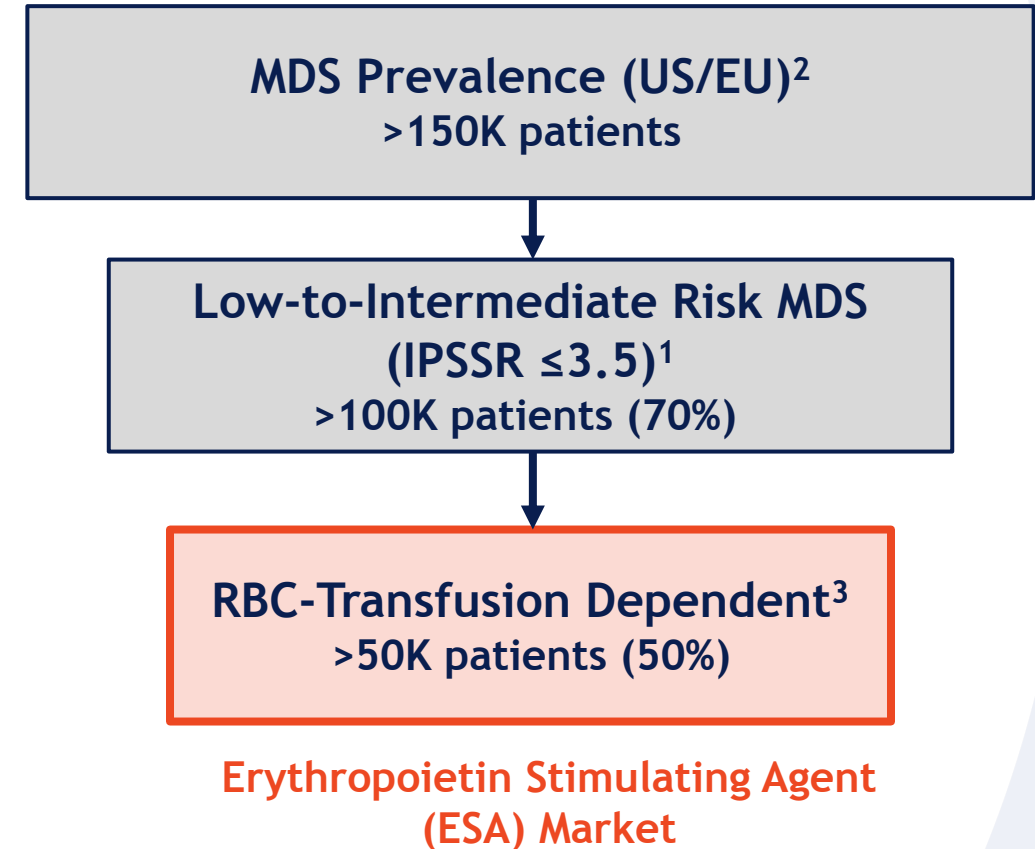 MDS Prevalence (US/EU)²
>150K patients
Low-to-Intermediate Risk MDS
(IPSSR ≤3.5)¹
>100K patients (70%)
RBC-Transfusion Dependent³
>50K patients (50%)
Erythropoietin Stimulating Agent
(ESA) Market